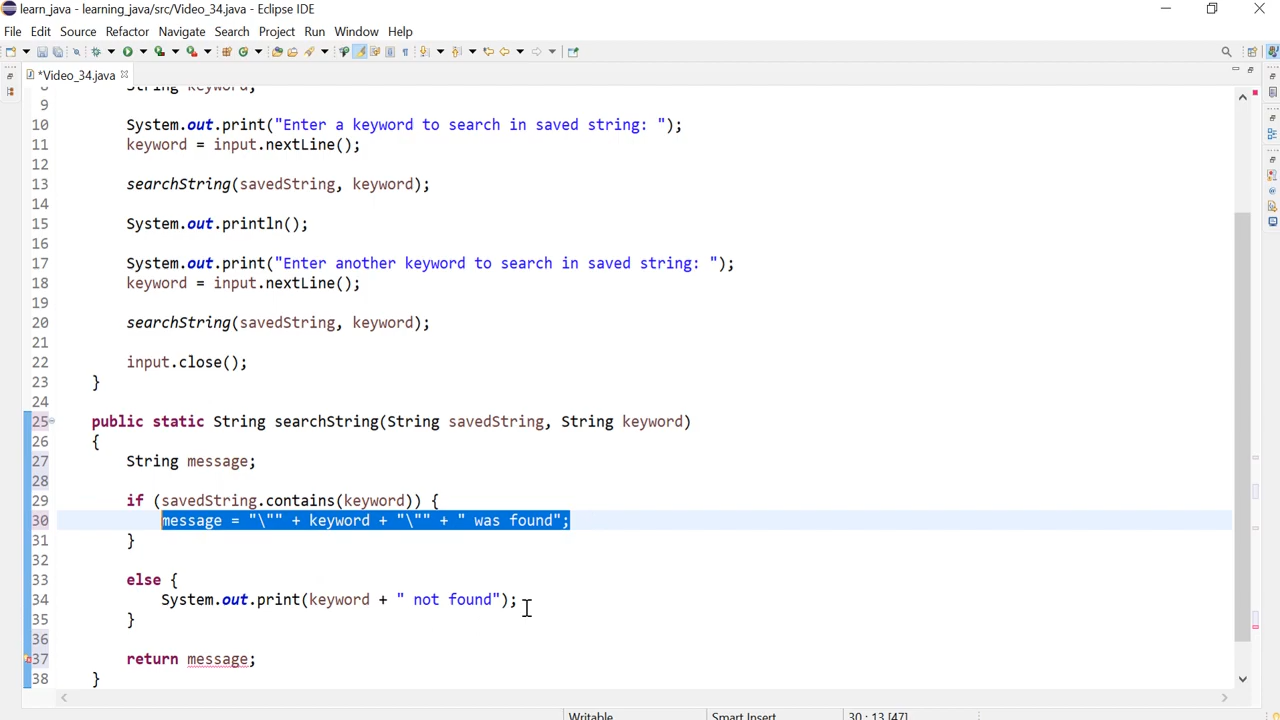 learn_java - learning_java/src/Video_34.java - Eclipse IDE
File Edit Source Refactor Navigate Search Project Run Window Help
*Video_34.java
8 String keyword;
9
10 System.out.print("Enter a keyword to search in saved string: ");
11 keyword = input.nextLine();
12
13 searchString(savedString, keyword);
14
15 System.out.println();
16
17 System.out.print("Enter another keyword to search in saved string: ");
18 keyword = input.nextLine();
19
20 searchString(savedString, keyword);
21
22 input.close();
23 }
24
25 public static String searchString(String savedString, String keyword)
26 {
27 String message;
28
29 if (savedString.contains(keyword)) {
30 message = "\"" + keyword + "\"" + " was found";
31 }
32
33 else {
34 System.out.print(keyword + " not found");
35 }
36
37 return message;
38 }
Writable Smart Insert 30 : 13 [47]